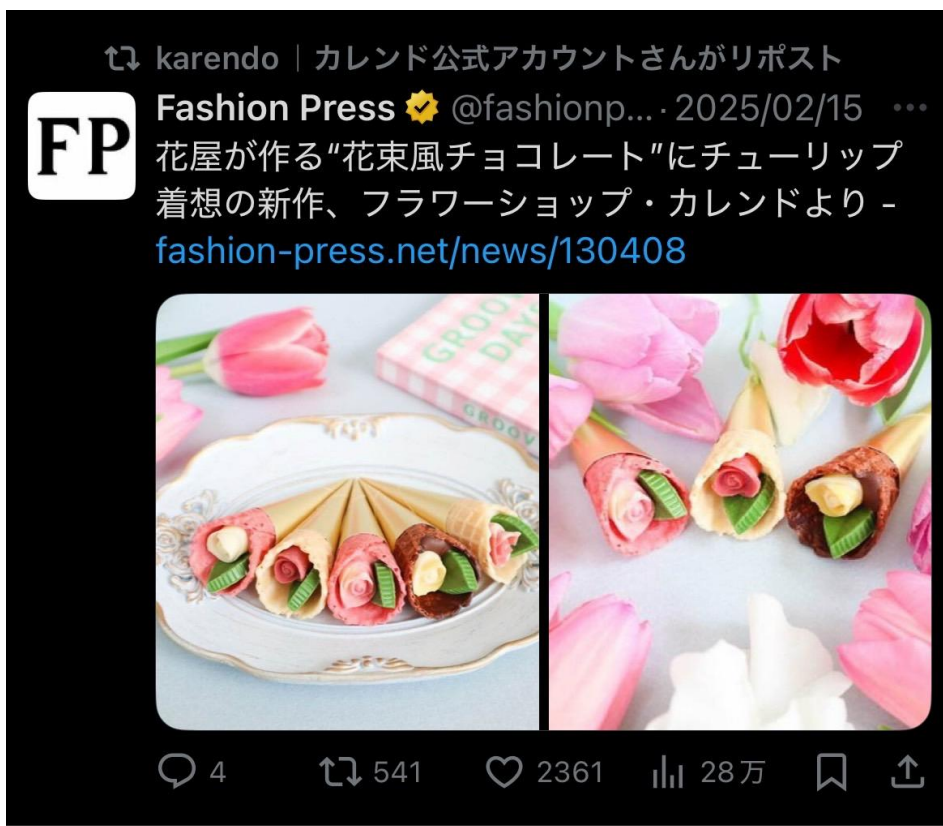 karendo｜カレンド公式アカウントさんがリポスト
FP
Fashion Press @fashionp... · 2025/02/15
花屋が作る“花束風チョコレート”にチューリップ
着想の新作、フラワーショップ・カレンドより -
fashion-press.net/news/130408
GROO
DAY
GROOV
4 541 2361 28万